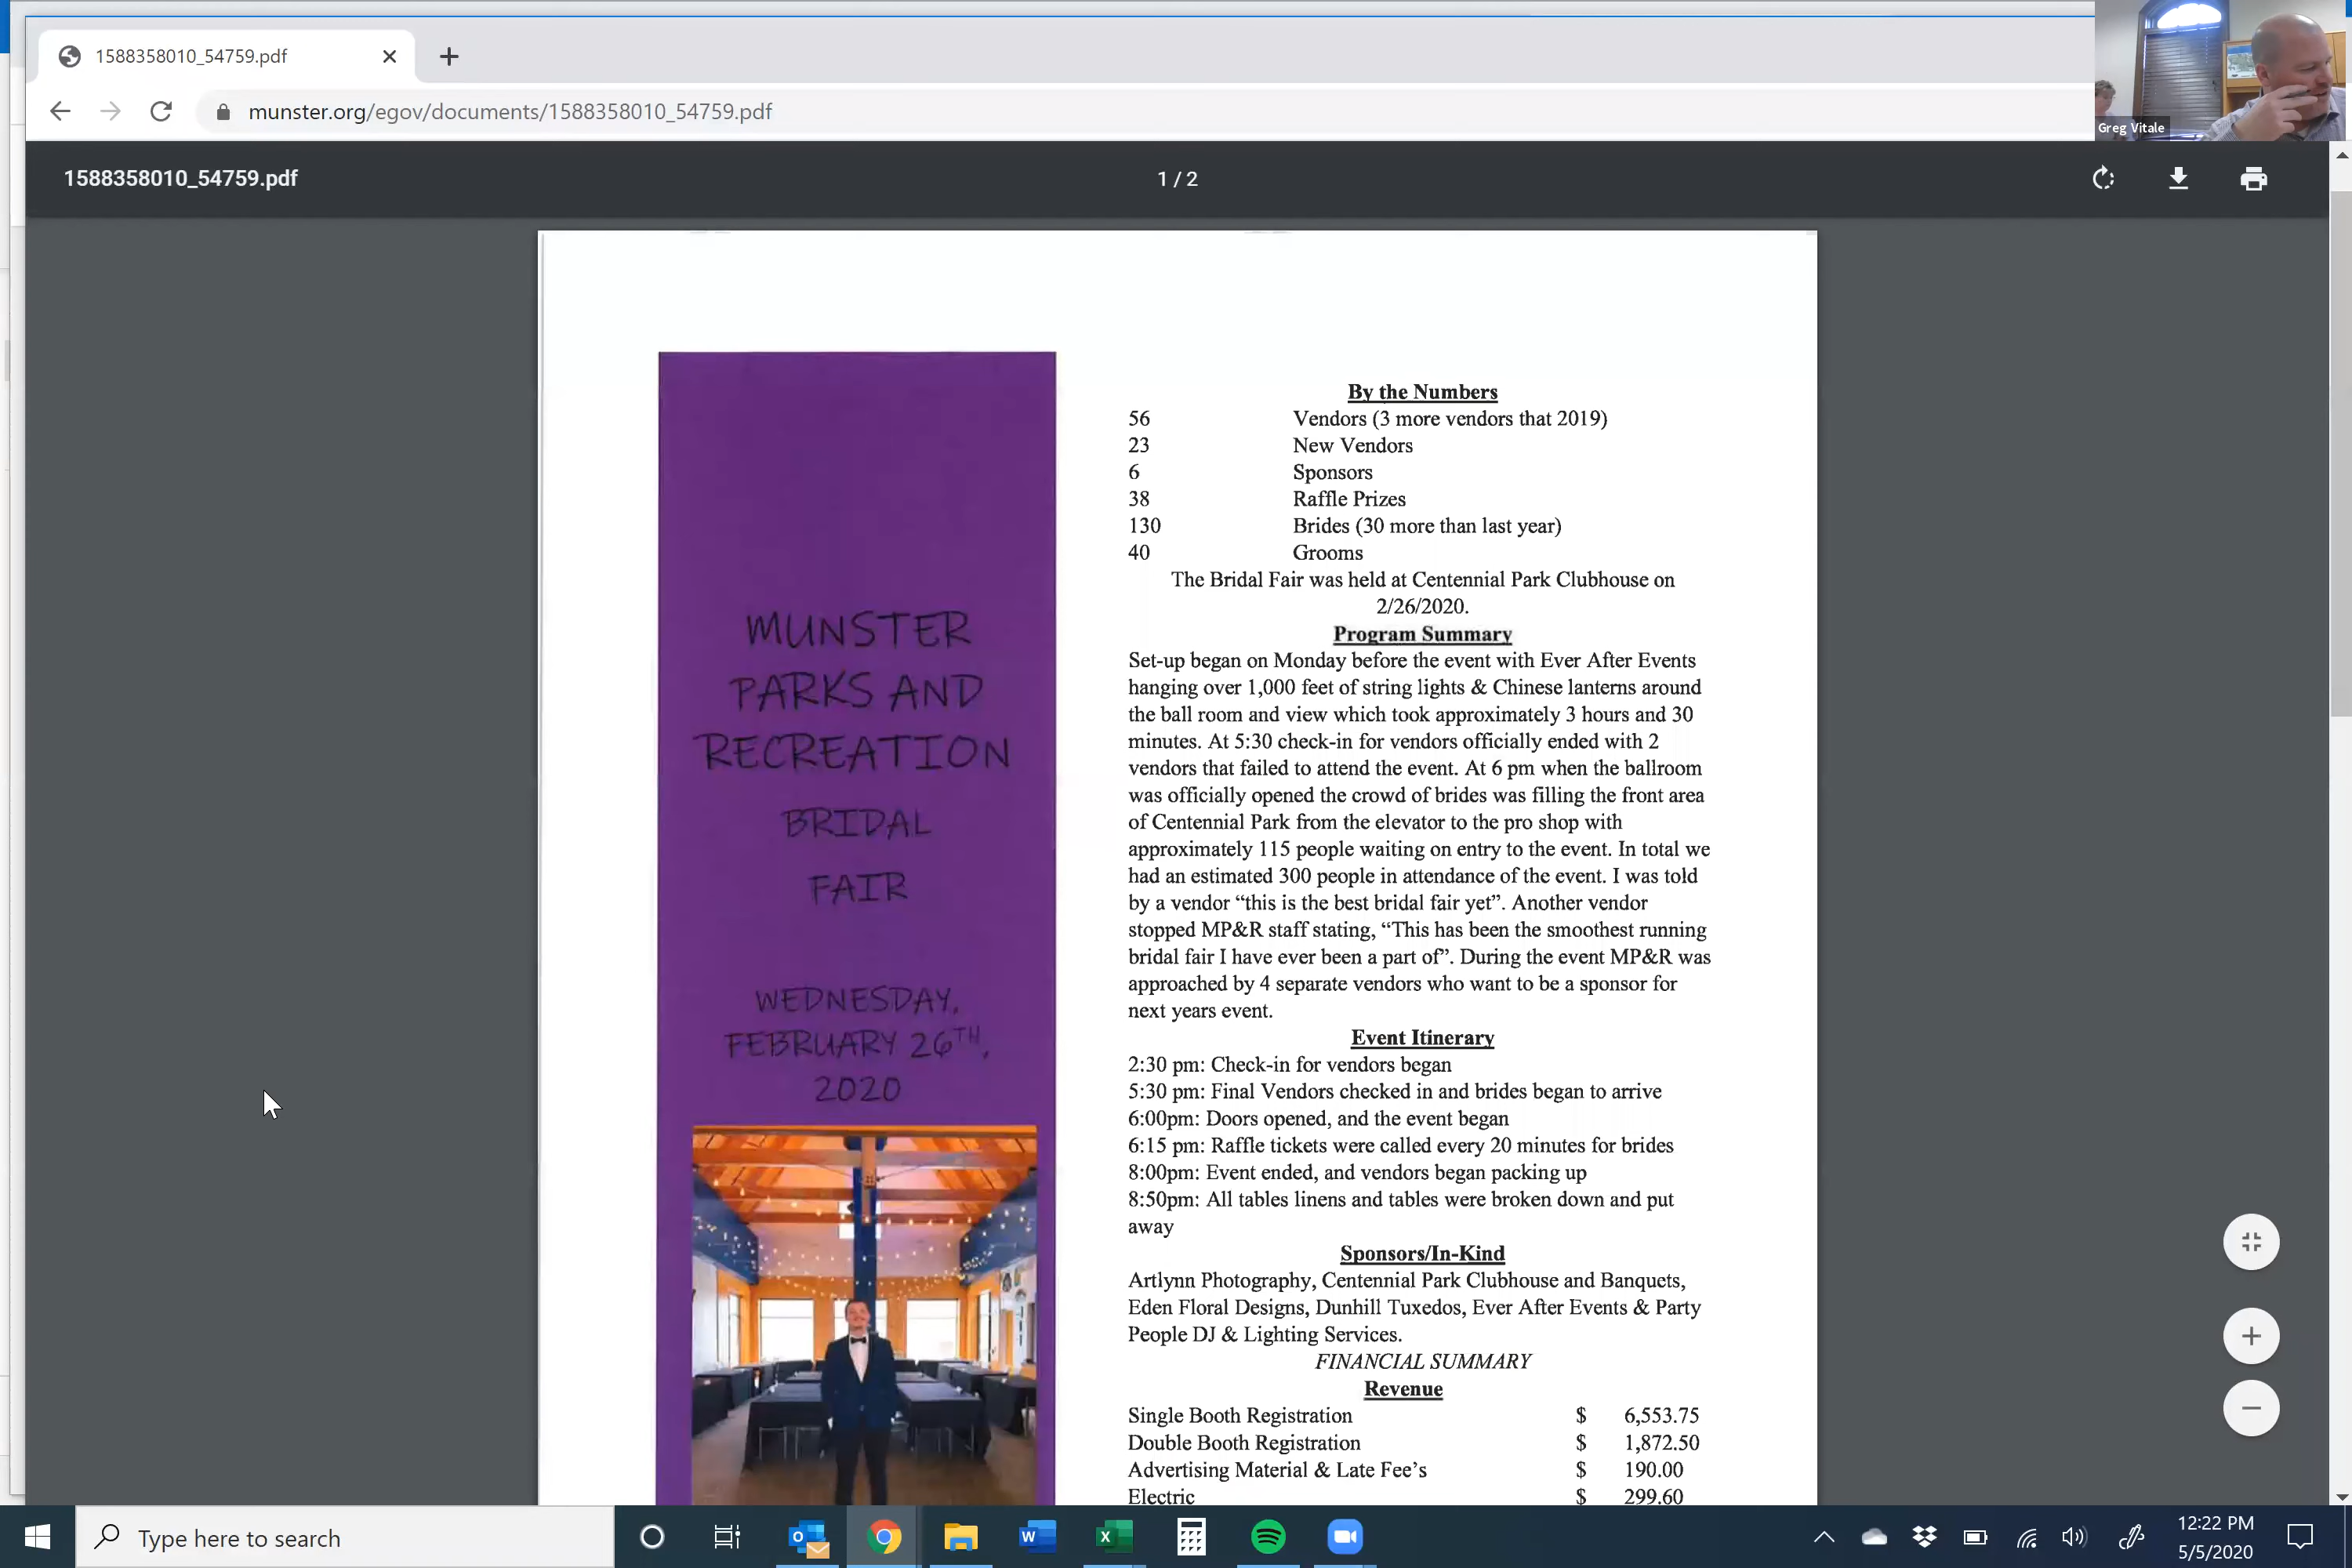 1588358010_54759.pdf
munster.org/egov/documents/1588358010_54759.pdf
Greg Vitale
1588358010_54759.pdf
1 / 2
MUNSTER
PARKS AND
RECREATION
BRIDAL
FAIR
WEDNESDAY,
FEBRUARY 26TH,
2020
By the Numbers
56 Vendors (3 more vendors that 2019)
23 New Vendors
6 Sponsors
38 Raffle Prizes
130 Brides (30 more than last year)
40 Grooms
The Bridal Fair was held at Centennial Park Clubhouse on
2/26/2020.
Program Summary
Set-up began on Monday before the event with Ever After Events
hanging over 1,000 feet of string lights & Chinese lanterns around
the ball room and view which took approximately 3 hours and 30
minutes. At 5:30 check-in for vendors officially ended with 2
vendors that failed to attend the event. At 6 pm when the ballroom
was officially opened the crowd of brides was filling the front area
of Centennial Park from the elevator to the pro shop with
approximately 115 people waiting on entry to the event. In total we
had an estimated 300 people in attendance of the event. I was told
by a vendor “this is the best bridal fair yet”. Another vendor
stopped MP&R staff stating, “This has been the smoothest running
bridal fair I have ever been a part of”. During the event MP&R was
approached by 4 separate vendors who want to be a sponsor for
next years event.
Event Itinerary
2:30 pm: Check-in for vendors began
5:30 pm: Final Vendors checked in and brides began to arrive
6:00pm: Doors opened, and the event began
6:15 pm: Raffle tickets were called every 20 minutes for brides
8:00pm: Event ended, and vendors began packing up
8:50pm: All tables linens and tables were broken down and put
away
Sponsors/In-Kind
Artlynn Photography, Centennial Park Clubhouse and Banquets,
Eden Floral Designs, Dunhill Tuxedos, Ever After Events & Party
People DJ & Lighting Services.
FINANCIAL SUMMARY
Revenue
Single Booth Registration $ 6,553.75
Double Booth Registration $ 1,872.50
Advertising Material & Late Fee’s $ 190.00
Electric $ 299.60
Type here to search
12:22 PM
5/5/2020